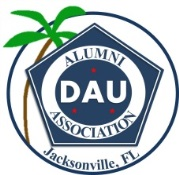 ALUMNI
DAU
ASSOCIATION
Jacksonville, FL